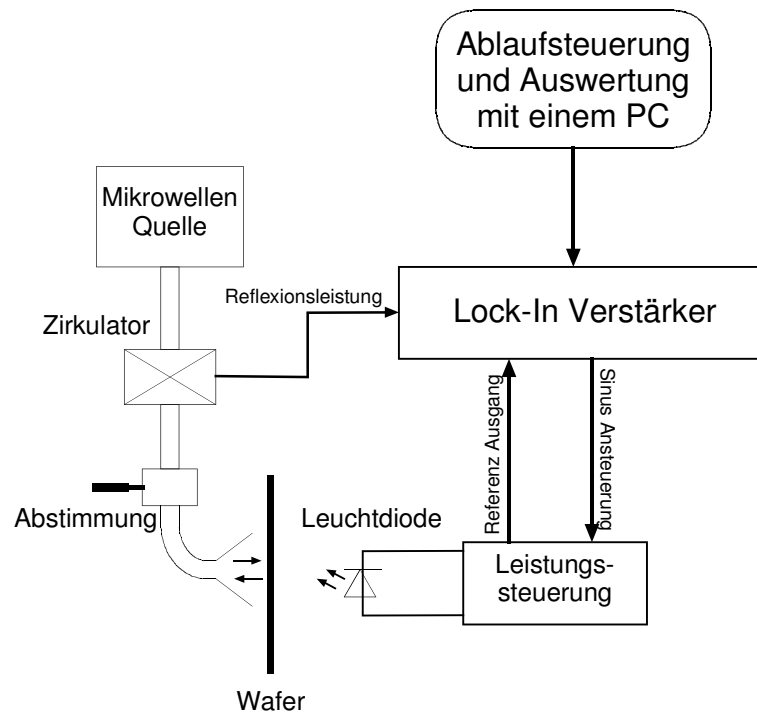 Ablaufsteuerung
und Auswertung
mit einem PC
Mikrowellen
Quelle
Reflexionsleistung
Zirkulator
Lock-In Verstärker
Referenz Ausgang
Sinus Ansteuerung
Abstimmung
Leuchtdiode
Leistungs-
steuerung
Wafer